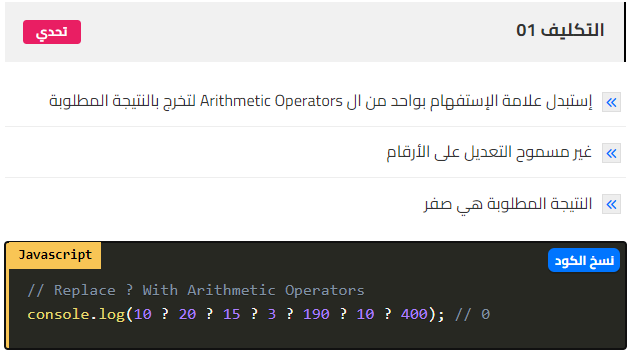 التكليف 01
تحدي
إستبدل علامة الإستفهام بواحد من ال Arithmetic Operators لتخرج بالنتيجة المطلوبة
غير مسموح التعديل على الأرقام
النتيجة المطلوبة هي صفر
Javascript
نسخ الكود
// Replace ? With Arithmetic Operators
console.log(10 ? 20 ? 15 ? 3 ? 190 ? 10 ? 400); // 0